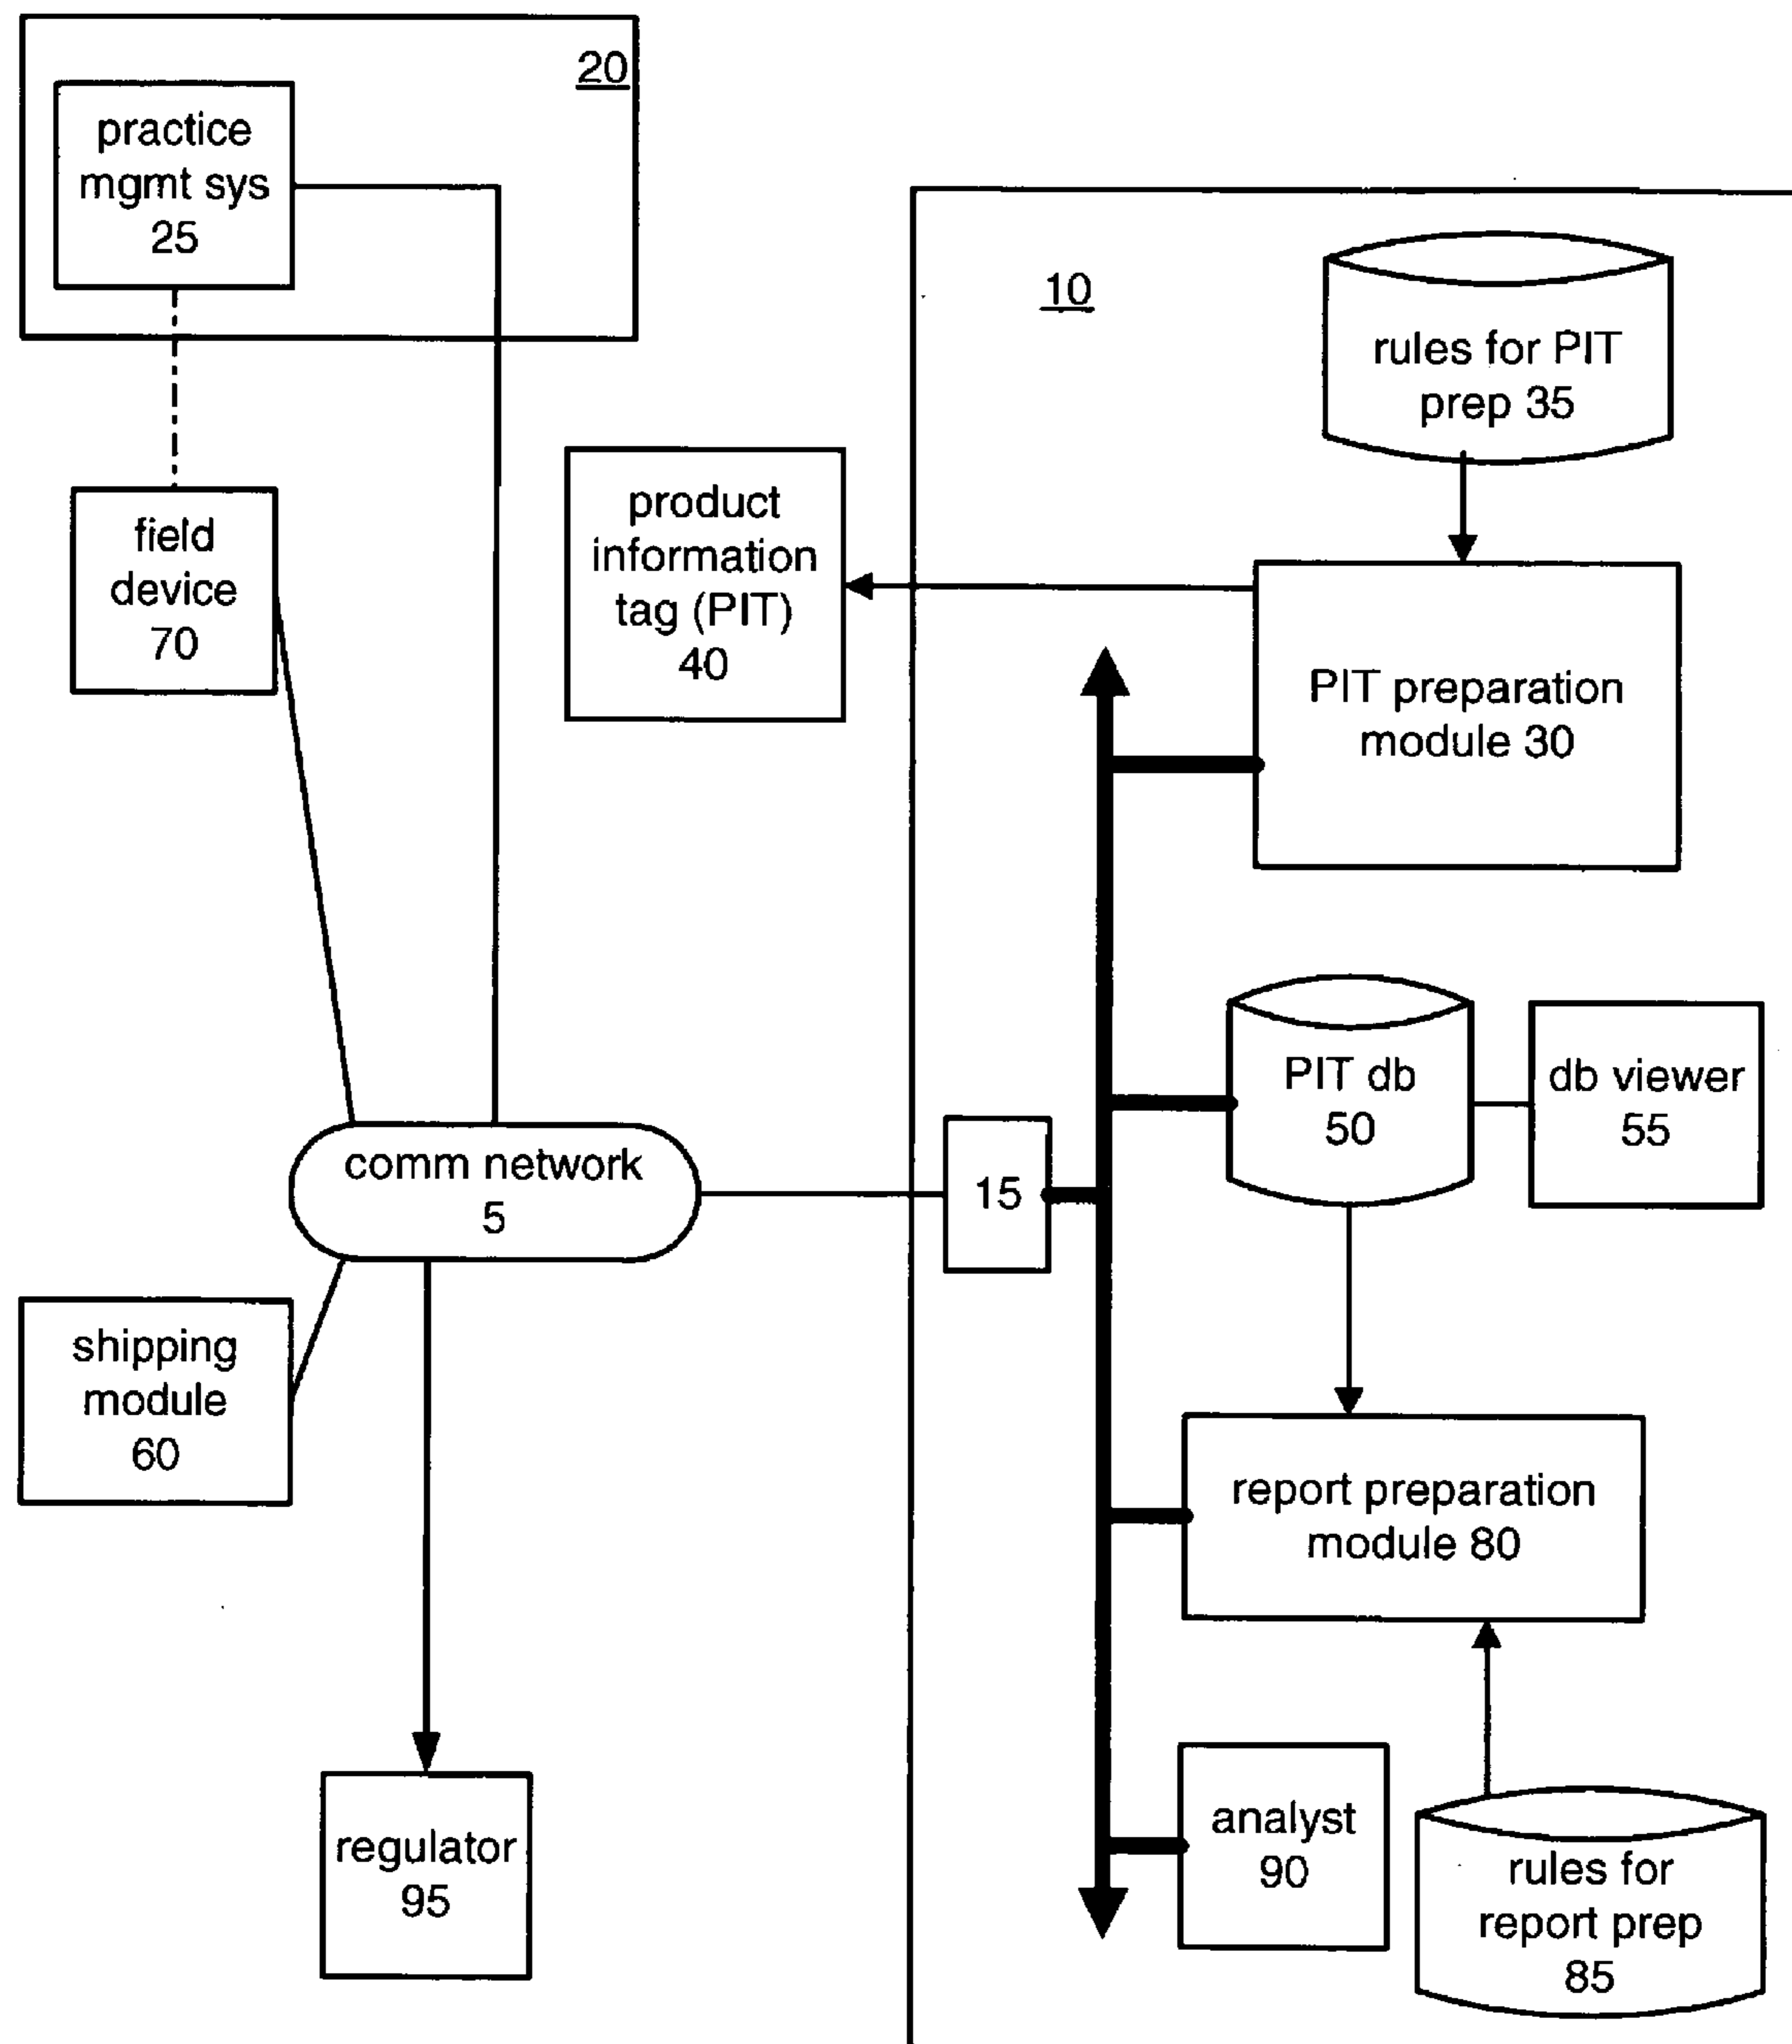 20
practice
mgmt sys
25
10
rules for PIT
prep 35
field
device
70
product
information
tag (PIT)
40
PIT preparation
module 30
PIT db
50
db viewer
55
comm network
5
15
shipping
module
60
report preparation
module 80
regulator
95
analyst
90
rules for
report prep
85